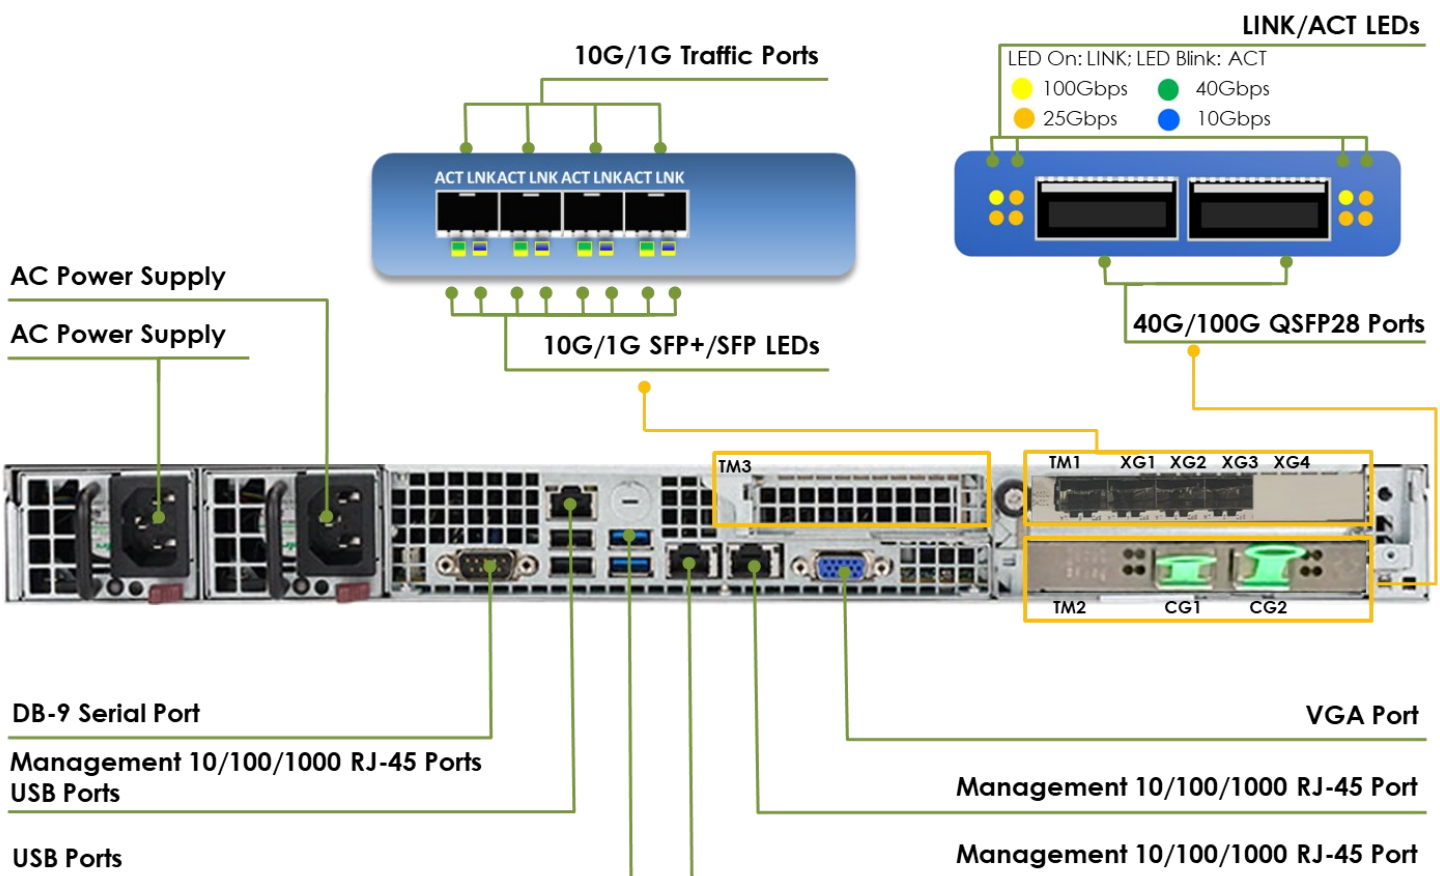 LINK/ACT LEDs
10G/1G Traffic Ports
LED On: LINK; LED Blink: ACT
100Gbps 40Gbps
25Gbps 10Gbps
ACT LNK ACT LNK ACT LNK ACT LNK
AC Power Supply
40G/100G QSFP28 Ports
AC Power Supply
10G/1G SFP+/SFP LEDs
TM3
TM1 XG1 XG2 XG3 XG4
TM2 CG1 CG2
DB-9 Serial Port
VGA Port
Management 10/100/1000 RJ-45 Ports
USB Ports
Management 10/100/1000 RJ-45 Port
USB Ports
Management 10/100/1000 RJ-45 Port